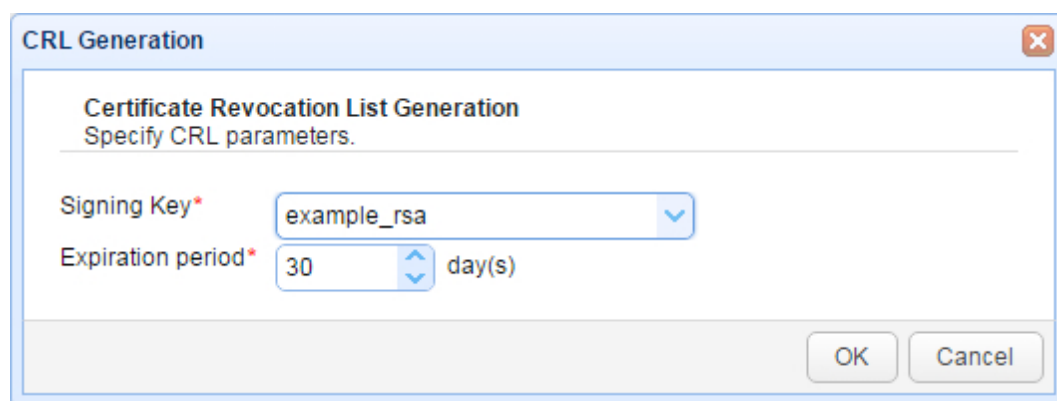 CRL Generation
Certificate Revocation List Generation
Specify CRL parameters.
Signing Key* example_rsa
Expiration period* 30 day(s)
OK Cancel